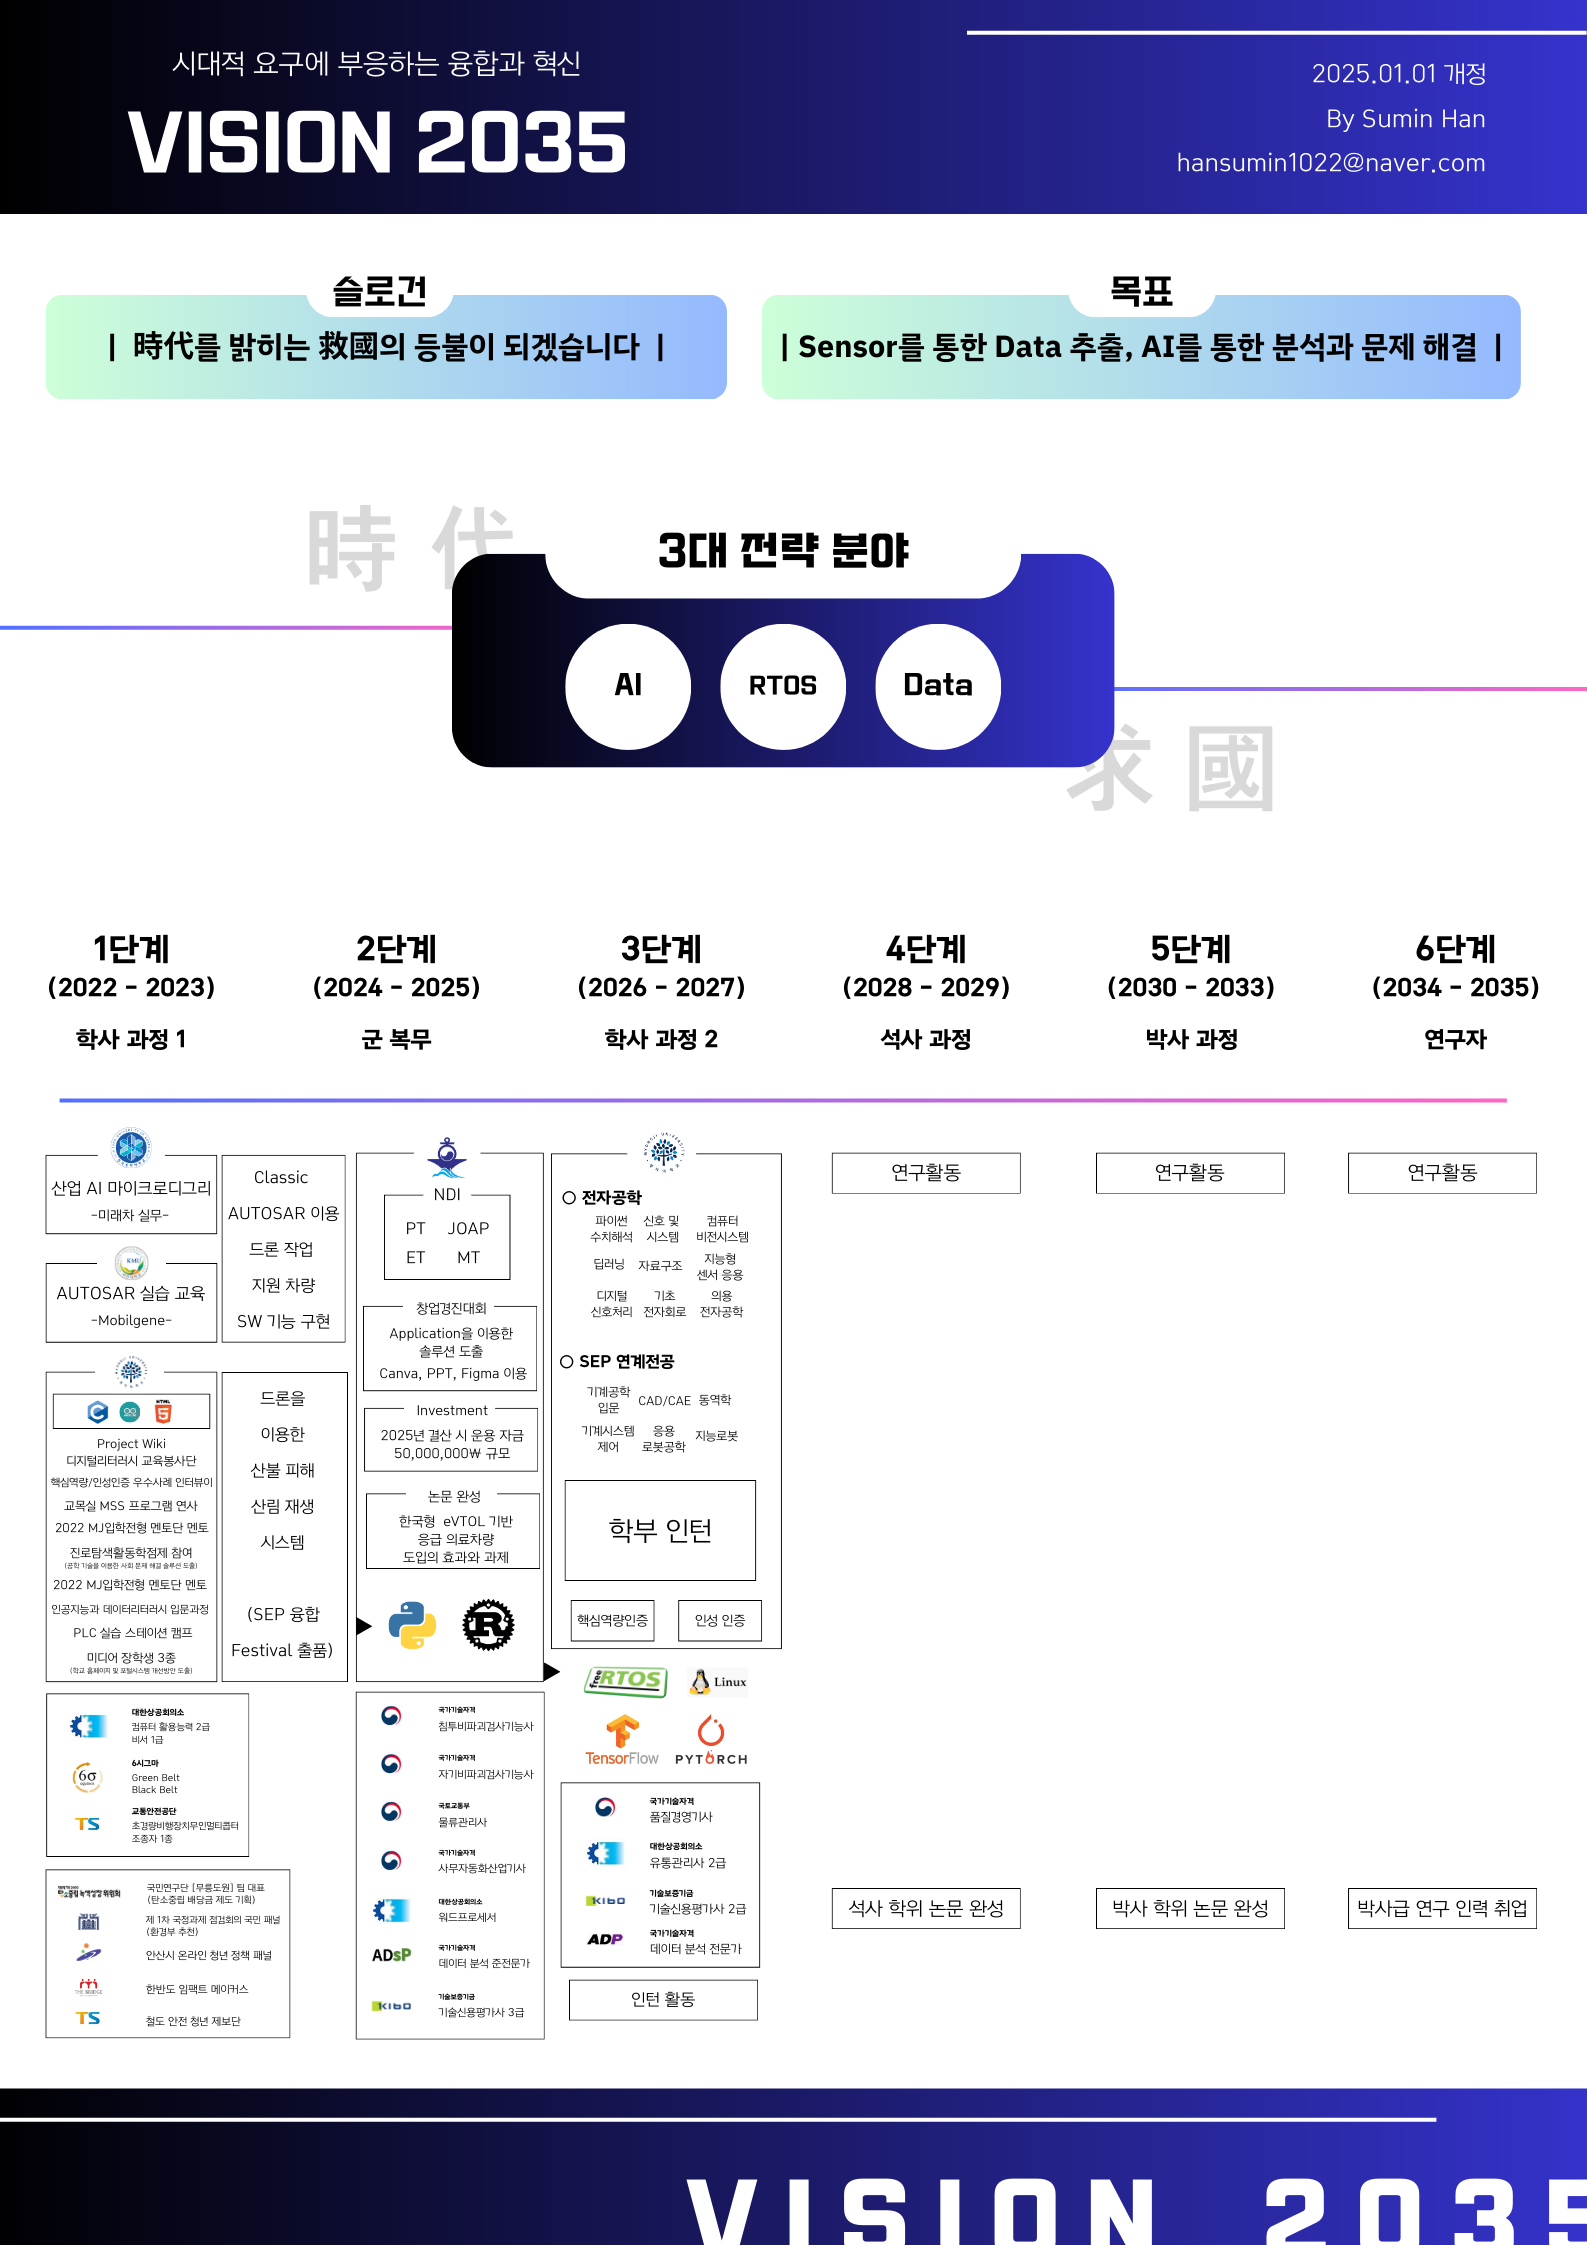 시대적 요구에 부응하는 융합과 혁신
VISION 2035
2025.01.01 개정
By Sumin Han
hansumin1022@naver.com
슬로건
| 時代를 밝히는 救國의 등불이 되겠습니다 |
목표
| Sensor를 통한 Data 추출, AI를 통한 분석과 문제 해결 |
時代
3대 전략 분야
AI
RTOS
Data
求國
1단계
(2022 - 2023)
학사 과정 1
2단계
(2024 - 2025)
군 복무
3단계
(2026 - 2027)
학사 과정 2
4단계
(2028 - 2029)
석사 과정
5단계
(2030 - 2033)
박사 과정
6단계
(2034 - 2035)
연구자
산업 AI 마이크로디그리
-미래차 실무-
KMU
AUTOSAR 실습 교육
-Mobilgene-
Classic
AUTOSAR 이용
드론 작업
지원 차량
SW 기능 구현
C
HTML
5
Project Wiki
디지털리터러시 교육봉사단
핵심역량/인성인증 우수사례 인터뷰이
교목실 MSS 프로그램 연사
2022 MJ입학전형 멘토단 멘토
진로탐색활동학점제 참여
(공학 기술을 이용한 사회 문제 해결 솔루션 도출)
2022 MJ입학전형 멘토단 멘토
인공지능과 데이터리터러시 입문과정
PLC 실습 스테이션 캠프
미디어 장학생 3종
(학교 홈페이지 및 포털시스템 개선방안 도출)
드론을
이용한
산불 피해
산림 재생
시스템
(SEP 융합
Festival 출품)
대한상공회의소
컴퓨터 활용능력 2급
비서 1급
6σ
6시그마
Green Belt
Black Belt
TS
교통안전공단
초경량비행장치무인멀티콥터
조종자 1종
탄소중립 녹색성장 위원회
국민연구단 [무릉도원] 팀 대표
(탄소중립 배당금 제도 기획)
제 1차 국정과제 점검회의 국민 패널
(환경부 추천)
안산시 온라인 청년 정책 패널
THE BRIDGE
한반도 임팩트 메이커스
TS
철도 안전 청년 제보단
NDI
PT JOAP
ET MT
창업경진대회
Application을 이용한
솔루션 도출
Canva, PPT, Figma 이용
Investment
2025년 결산 시 운용 자금
50,000,000₩ 규모
논문 완성
한국형 eVTOL 기반
응급 의료차량
도입의 효과와 과제
R
국가기술자격
침투비파괴검사기능사
국가기술자격
자기비파괴검사기능사
국토교통부
물류관리사
국가기술자격
사무자동화산업기사
대한상공회의소
워드프로세서
ADsP
국가기술자격
데이터 분석 준전문가
KIBO
기술보증기금
기술신용평가사 3급
○ 전자공학
파이썬
수치해석
신호 및
시스템
컴퓨터
비전시스템
딥러닝
자료구조
지능형
센서 응용
디지털
신호처리
기초
전자회로
의용
전자공학
○ SEP 연계전공
기계공학
입문
CAD/CAE
동역학
기계시스템
제어
응용
로봇공학
지능로봇
학부 인턴
핵심역량인증
인성 인증
free RTOS
Linux
TensorFlow
PYTORCH
국가기술자격
품질경영기사
대한상공회의소
유통관리사 2급
KIBO
기술보증기금
기술신용평가사 2급
ADP
국가기술자격
데이터 분석 전문가
인턴 활동
연구활동
석사 학위 논문 완성
연구활동
박사 학위 논문 완성
연구활동
박사급 연구 인력 취업
VISION 2035